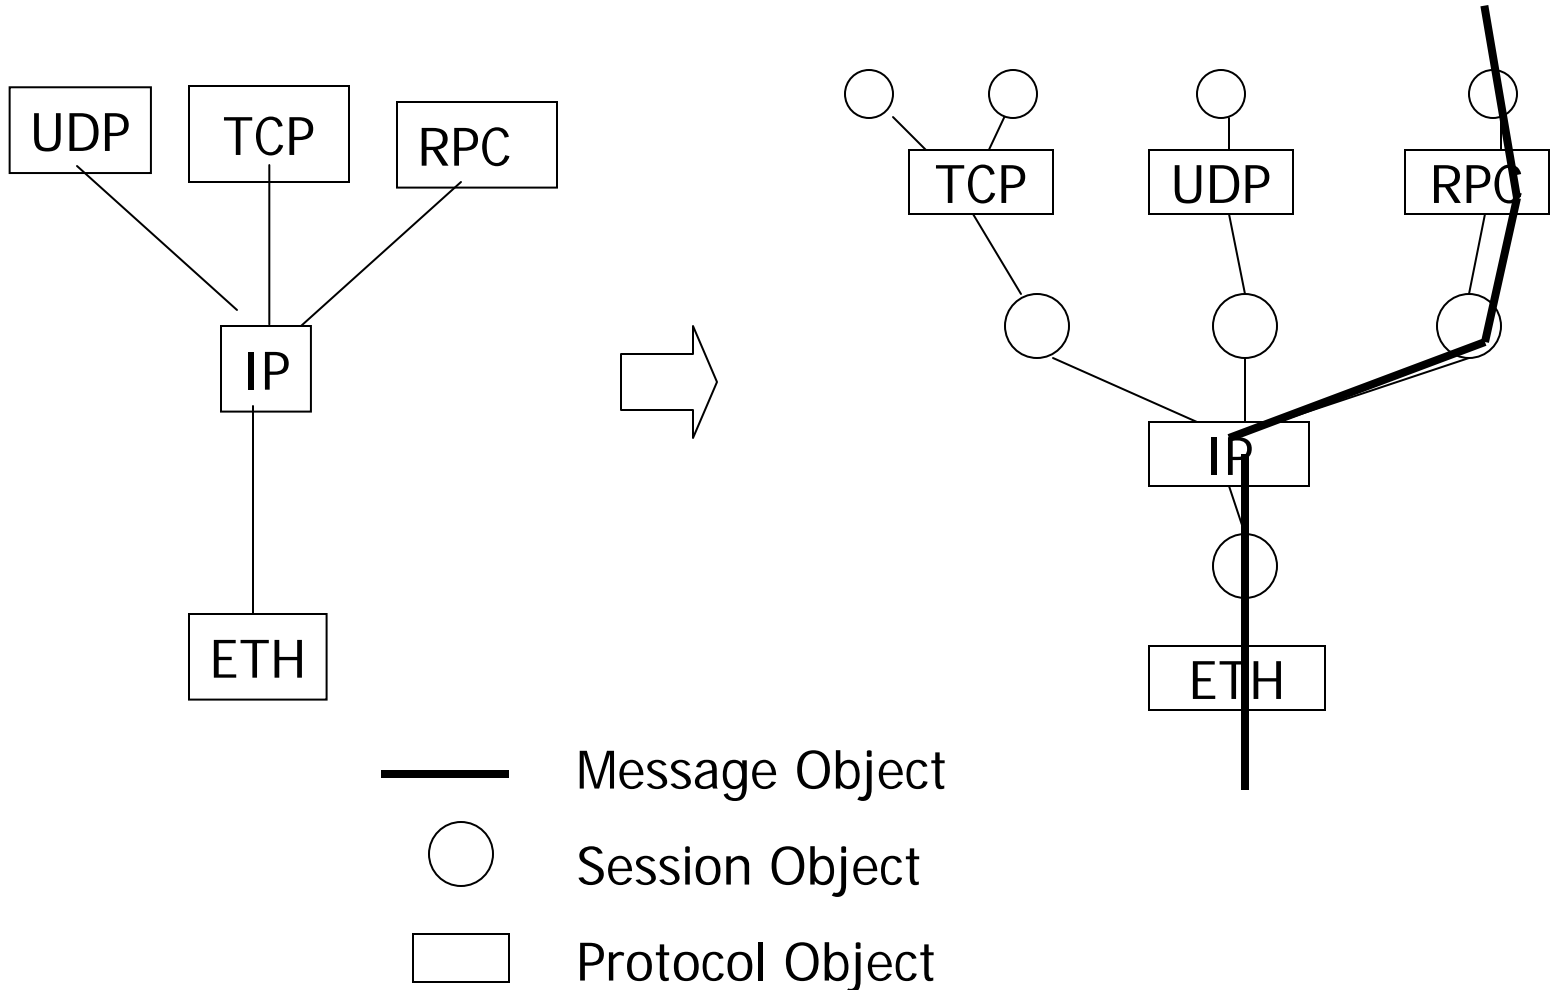 UDP
TCP
RPC
IP
ETH
TCP
UDP
RPC
IP
ETH
Message Object
Session Object
Protocol Object